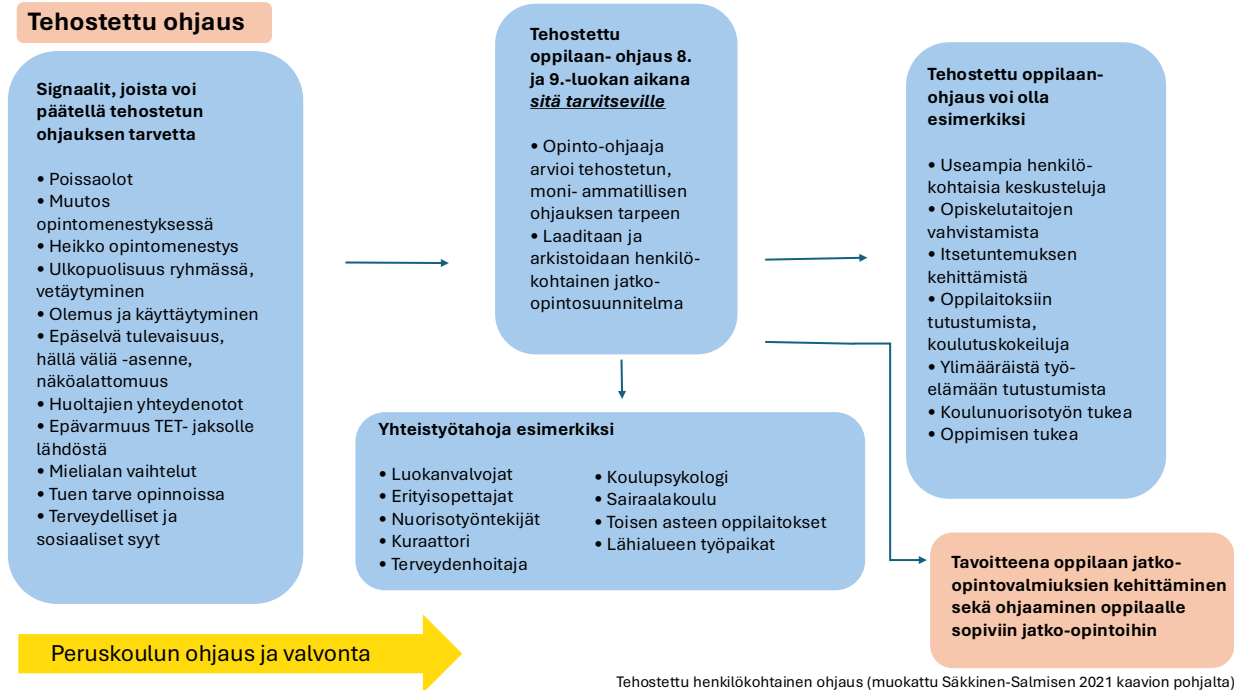 Tehostettu ohjaus
Signaalit, joista voi
päätellä tehostetun
ohjauksen tarvetta
• Poissaolot
• Muutos
opintomenestyksessä
• Heikko opintomenestys
• Ulkopuolisuus ryhmässä,
vetäytyminen
• Olemus ja käyttäytyminen
• Epäselvä tulevaisuus,
hällä väliä -asenne,
näköalattomuus
• Huoltajien yhteydenotot
• Epävarmuus TET- jaksolle
lähdöstä
• Mielialan vaihtelut
• Tuen tarve opinnoissa
• Terveydelliset ja
sosiaaliset syyt
Tehostettu
oppilaan- ohjaus 8.
ja 9.-luokan aikana
sitä tarvitseville
• Opinto-ohjaaja
arvioi tehostetun,
moni- ammatillisen
ohjauksen tarpeen
• Laaditaan ja
arkistoidaan henkilö-
kohtainen jatko-
opintosuunnitelma
Yhteistyötahoja esimerkiksi
• Luokanvalvojat
• Erityisopettajat
• Nuorisotyöntekijät
• Kuraattori
• Terveydenhoitaja
• Koulupsykologi
• Sairaalakoulu
• Toisen asteen oppilaitokset
• Lähialueen työpaikat
Tehostettu oppilaan-
ohjaus voi olla
esimerkiksi
• Useampia henkilö-
kohtaisia keskusteluja
• Opiskelutaitojen
vahvistamista
• Itsetuntemuksen
kehittämistä
• Oppilaitoksiin
tutustumista,
koulutuskokeiluja
• Ylimääräistä työ-
elämään tutustumista
• Koulunuorisotyön tukea
• Oppimisen tukea
Tavoitteena oppilaan jatko-
opintovalmiuksien kehittäminen
sekä ohjaaminen oppilaalle
sopiviin jatko-opintoihin
Peruskoulun ohjaus ja valvonta
Tehostettu henkilökohtainen ohjaus (muokattu Säkkinen-Salmisen 2021 kaavion pohjalta)